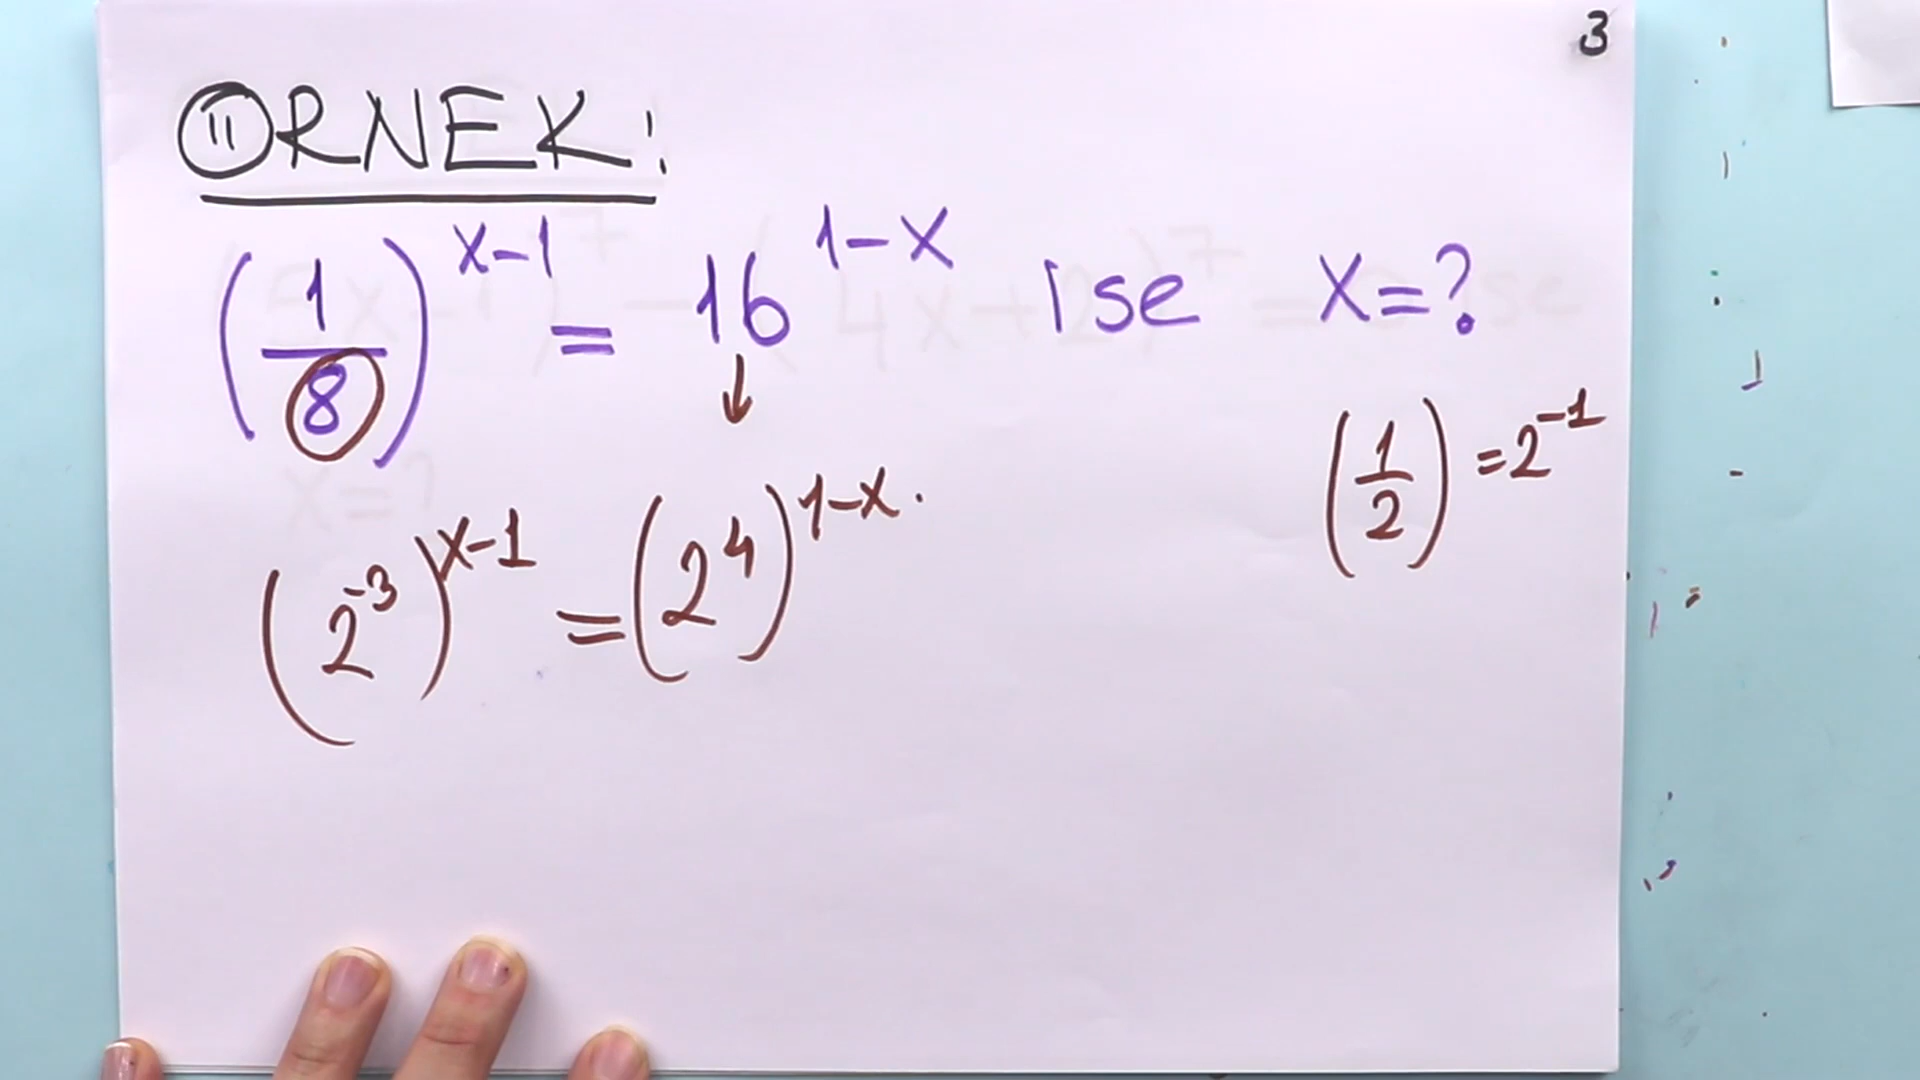 3
ÖRNEK:
(1/8)^(x-1) = 16^(1-x) ise x=?
(1/2) = 2^-1
(2^-3)^(x-1) = (2^4)^(1-x).